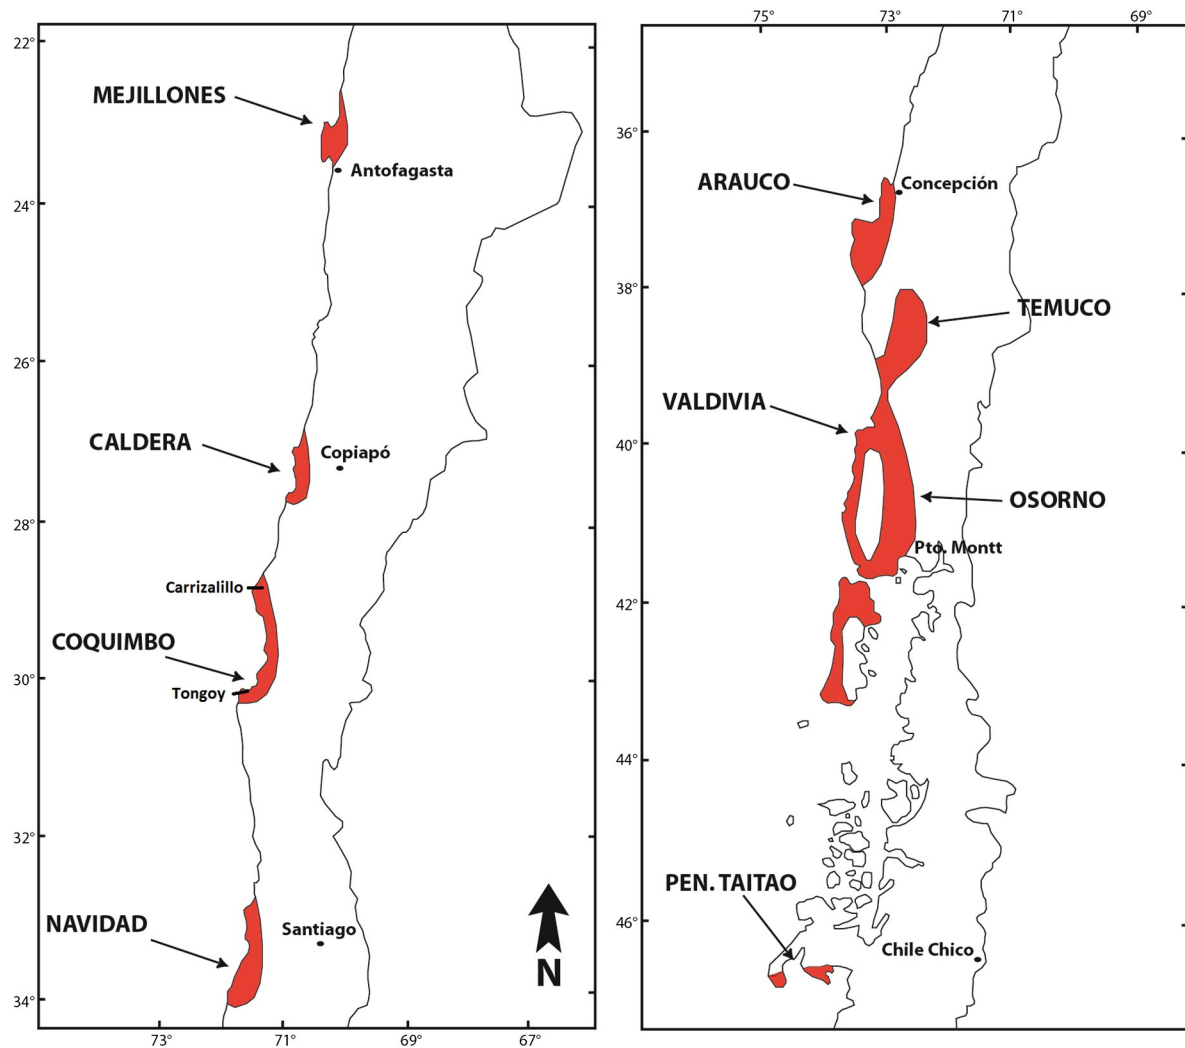 22°
MEJILLONES
Antofagasta
24°
26°
CALDERA
Copiapó
28°
Carrizalillo
COQUIMBO
30°
Tongoy
32°
NAVIDAD
Santiago
N
34°
73°
71°
69°
67°
75°
73°
71°
69°
36°
ARAUCO
Concepción
38°
TEMUCO
VALDIVIA
40°
OSORNO
Pto. Montt
42°
44°
PEN. TAITAO
46°
Chile Chico